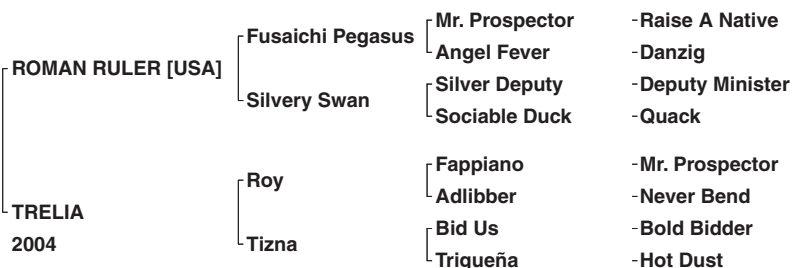 Mr. Prospector -Raise A Native
Fusaichi Pegasus
Angel Fever -Danzig
ROMAN RULER [USA]
Silver Deputy -Deputy Minister
Silvery Swan
Sociable Duck -Quack
Fappiano -Mr. Prospector
Roy
Adlibber -Never Bend
TRELIA
Bid Us -Bold Bidder
2004
Tizna
Triqueña -Hot Dust